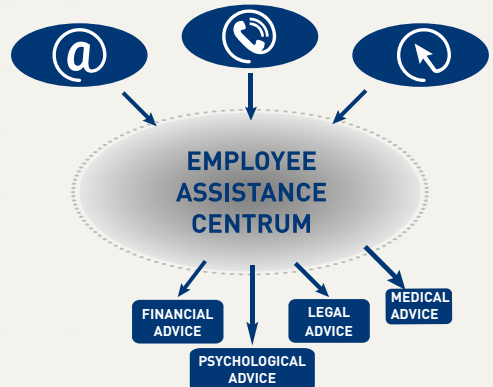 @
EMPLOYEE
ASSISTANCE
CENTRUM
FINANCIAL
ADVICE
PSYCHOLOGICAL
ADVICE
LEGAL
ADVICE
MEDICAL
ADVICE